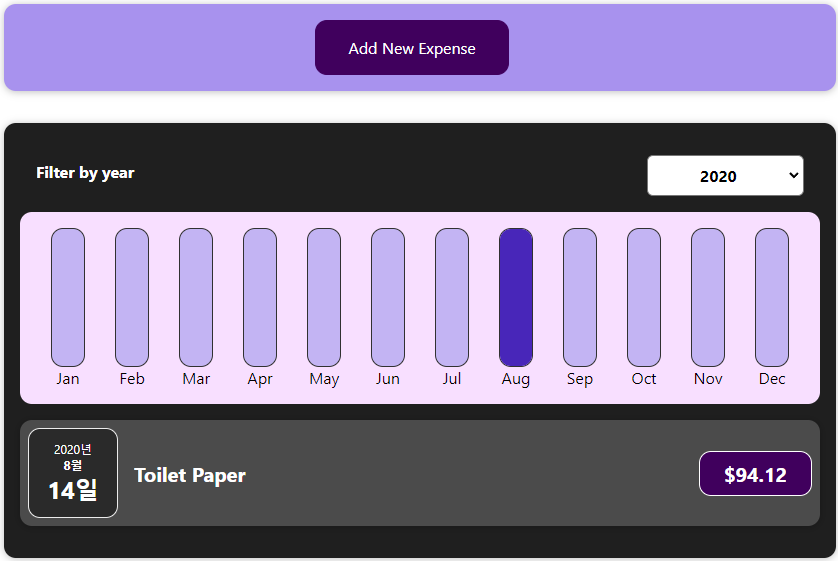 Add New Expense
Filter by year
2020
Jan Feb Mar Apr May Jun Jul Aug Sep Oct Nov Dec
2020년
8월
14일
Toilet Paper
$94.12